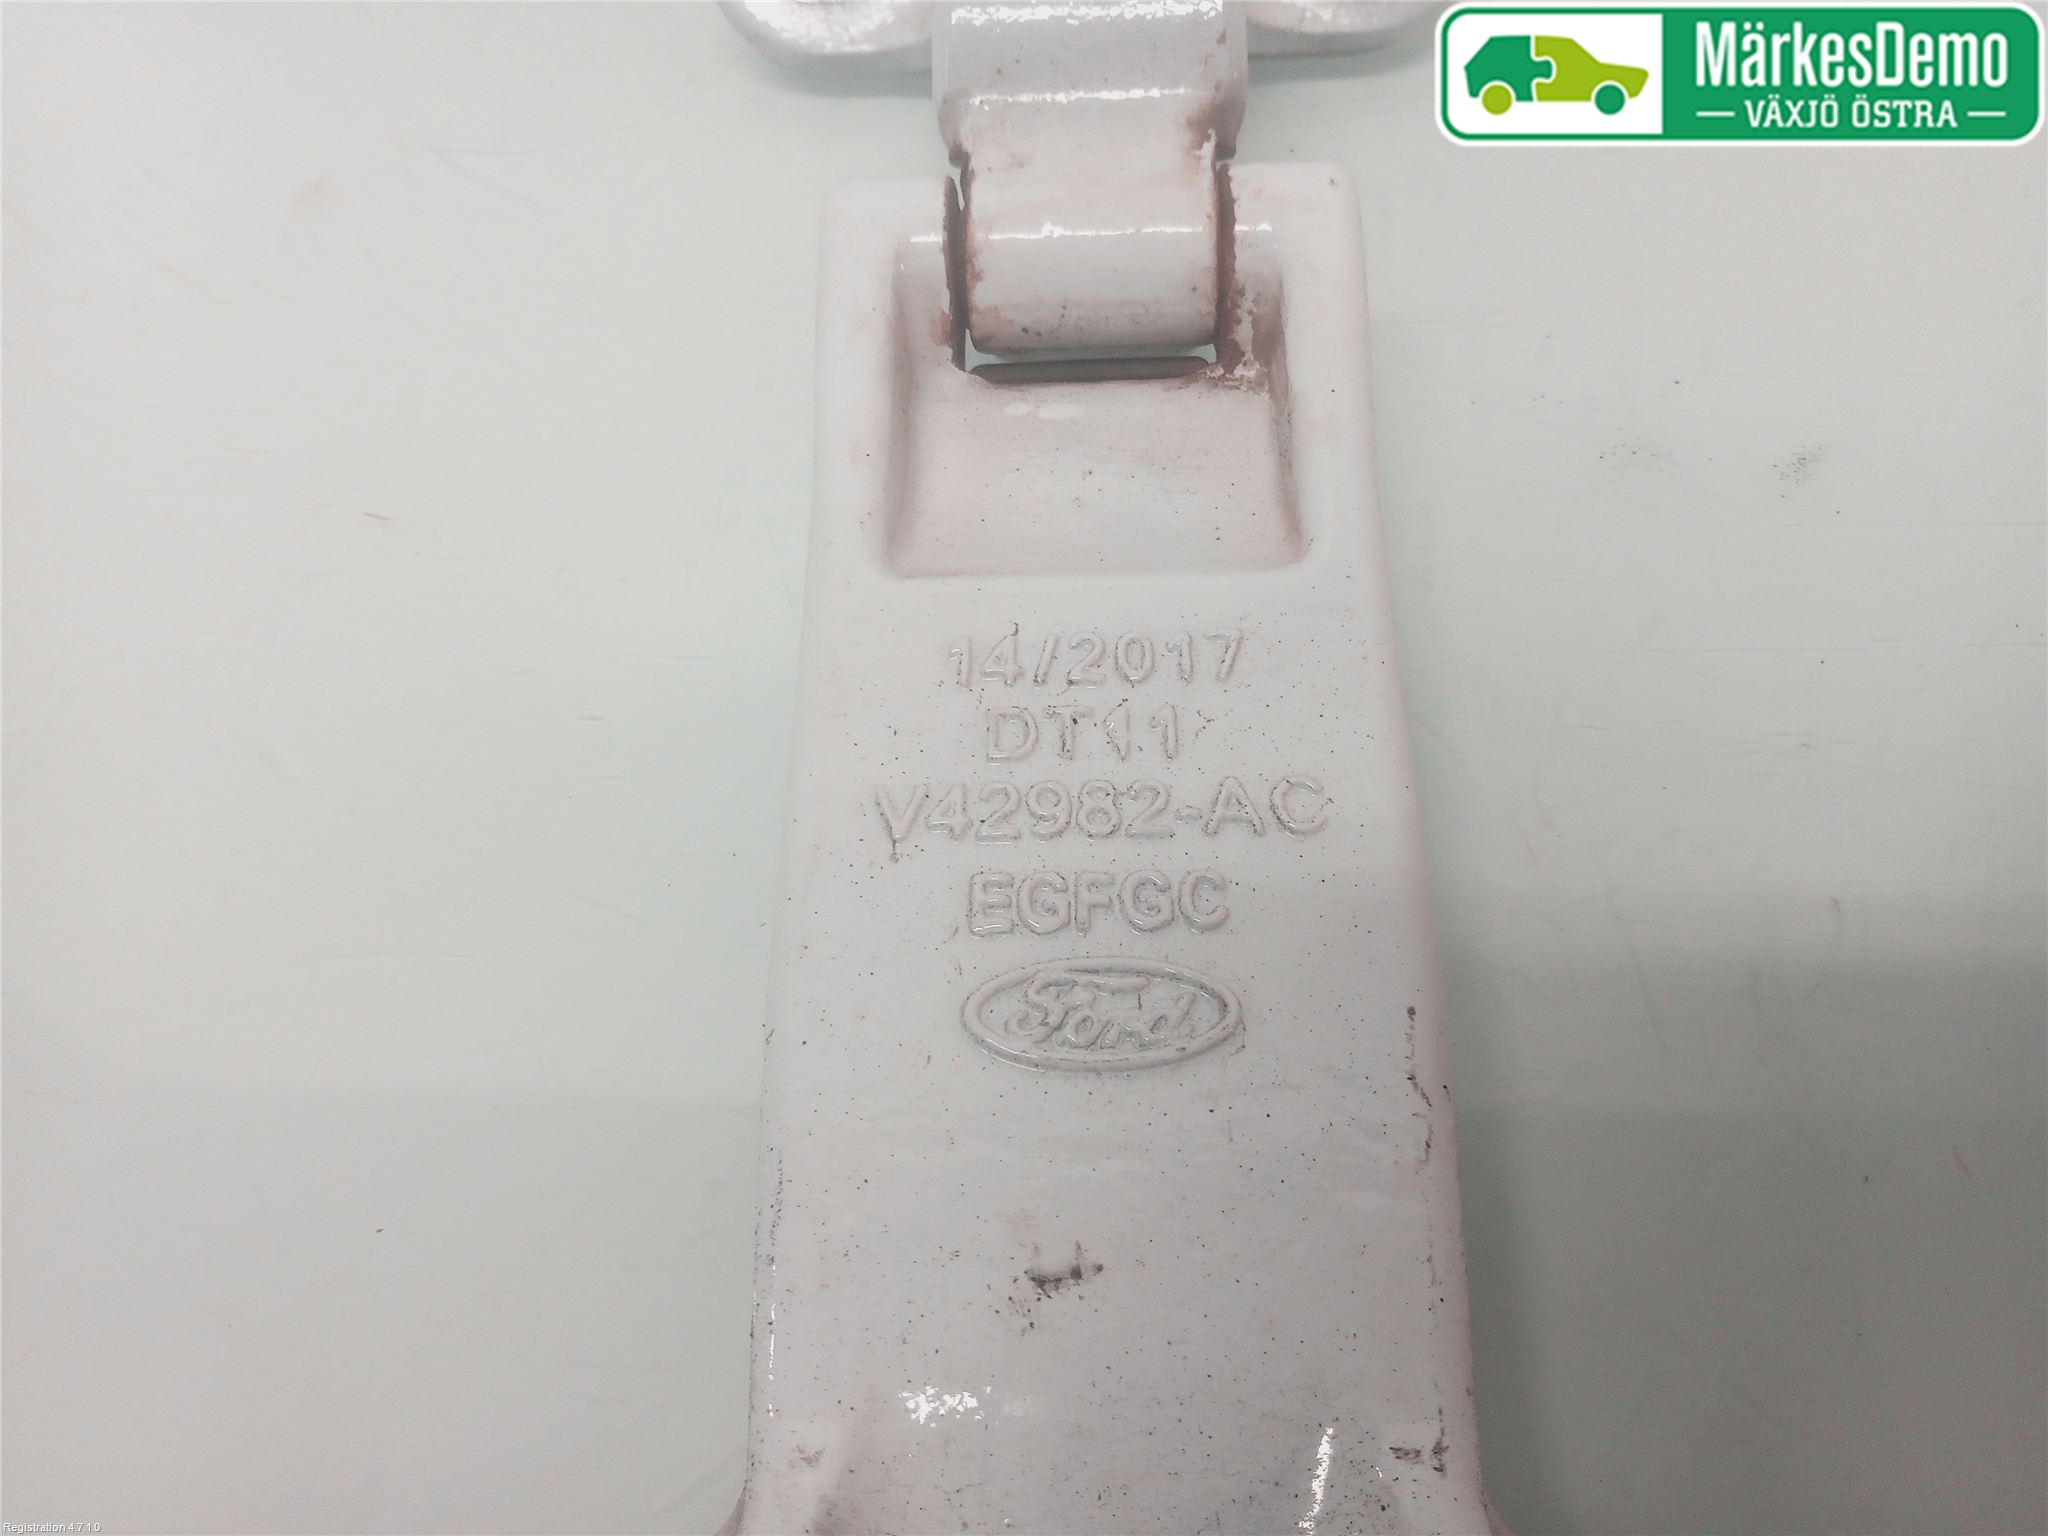 MärkesDemo
VÄXJÖ ÖSTRA
14/2017
DT11
V42982-AC
EGFGC
Ford
Registration 4.7.1.0